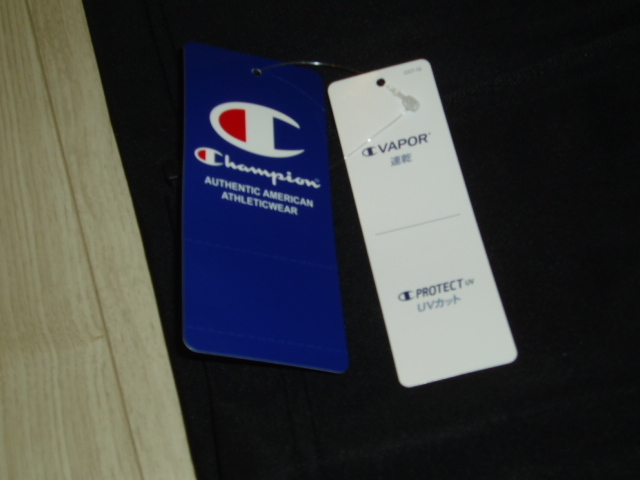 Champion
AUTHENTIC AMERICAN
ATHLETICWEAR
VAPOR
速乾
PROTECT UV
UVカット